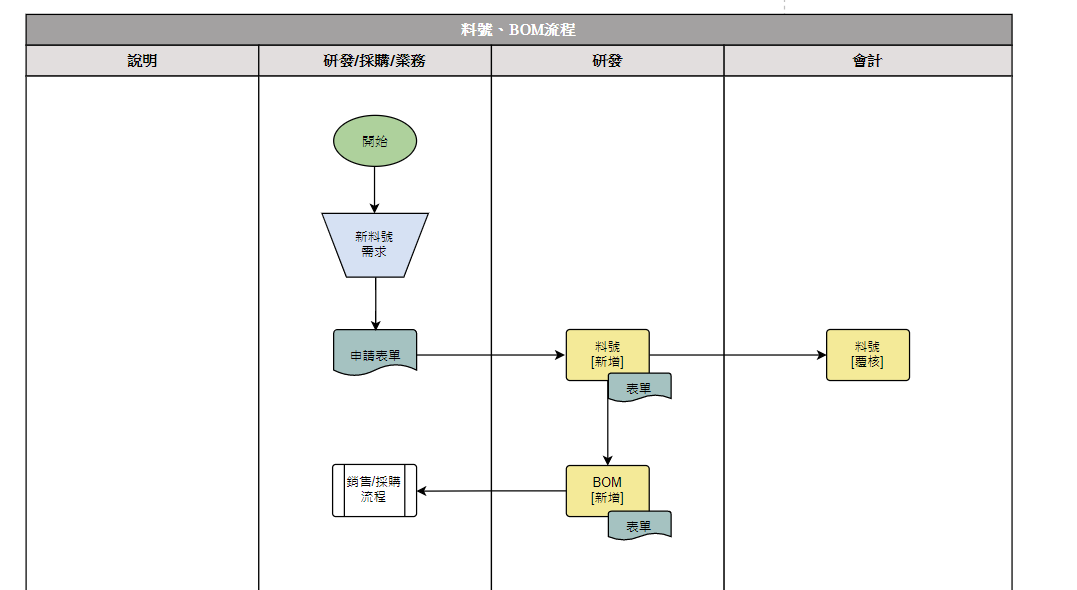 料號、BOM流程
說明
研發/採購/業務
研發
會計
開始
新料號
需求
申請表單
料號
[新增]
表單
料號
[覆核]
銷售/採購
流程
BOM
[新增]
表單